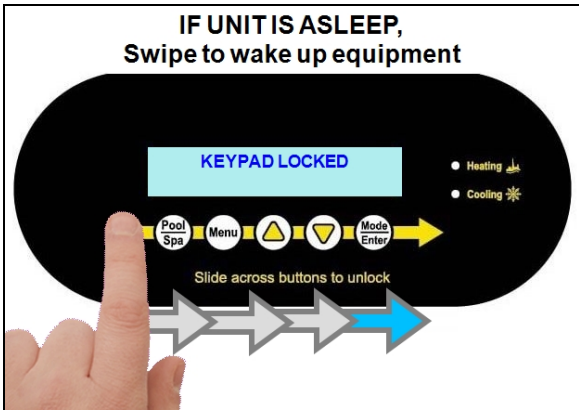 IF UNIT IS ASLEEP,
Swipe to wake up equipment
KEYPAD LOCKED
Heating
Cooling
Pool
Spa
Menu
Mode
Enter
Slide across buttons to unlock